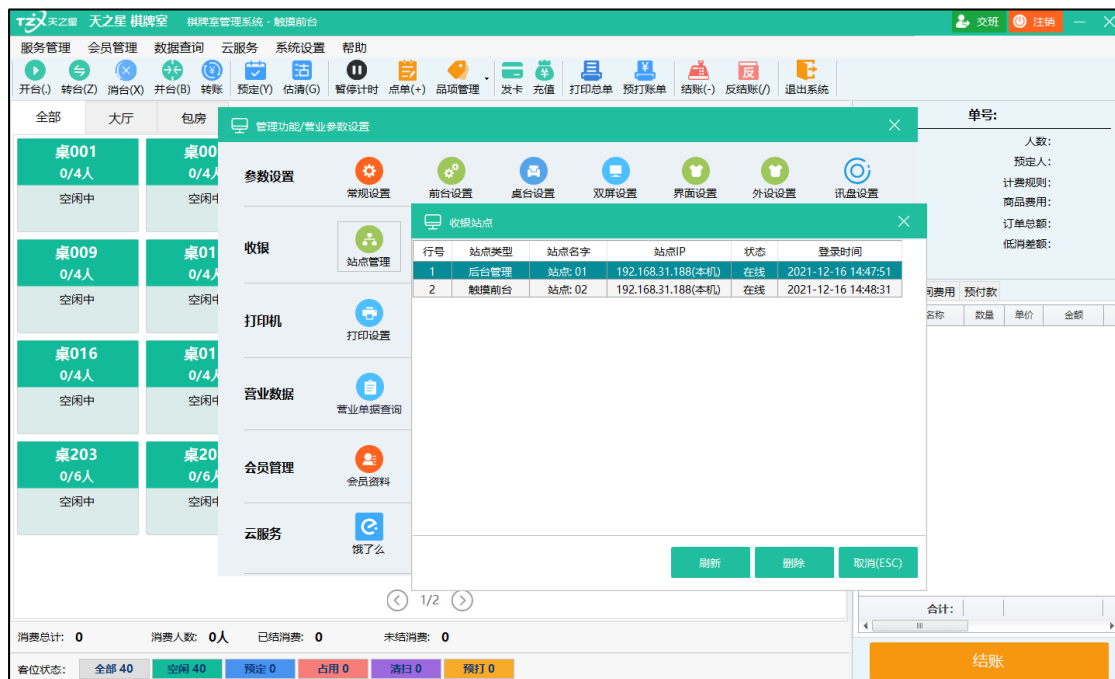 TZX天之星 天之星 棋牌室 棋牌室管理系统 - 触摸前台 交班 注销
服务管理 会员管理 数据查询 云服务 系统设置 帮助
开台(.) 转台(Z) 消台(X) 并台(B) 转账 预定(Y) 估清(G) 暂停计时 点单(+) 品项管理 发卡 充值 打印总单 预打账单 结账(-) 反结账(/) 退出系统
全部 大厅 包房
单号:
人数:
预定人:
计费规则:
商品费用:
订单总额:
低消差额:
管理功能/营业参数设置
参数设置 常规设置 前台设置 桌台设置 双屏设置 界面设置 外设设置 讯盘设置
收银 站点管理
打印机 打印设置
营业数据 营业单据查询
会员管理 会员资料
云服务 饿了么
收银站点
行号 站点类型 站点名字 站点IP 状态 登录时间
1 后台管理 站点: 01 192.168.31.188(本机) 在线 2021-12-16 14:47:51
2 触摸前台 站点: 02 192.168.31.188(本机) 在线 2021-12-16 14:48:31
刷新 删除 取消(ESC)
桌001 桌00
0/4人 0/4人
空闲中 空闲中
桌009 桌01
0/4人 0/4人
空闲中 空闲中
桌016 桌01
0/4人 0/4人
空闲中 空闲中
桌203 桌20
0/6人 0/6人
空闲中 空闲中
费用 预付款
名称 数量 单价 金额
1/2
合计:
消费总计: 0 消费人数: 0人 已结消费: 0 未结消费: 0
客位状态: 全部 40 空闲 40 预定 0 占用 0 清扫 0 预打 0
结账